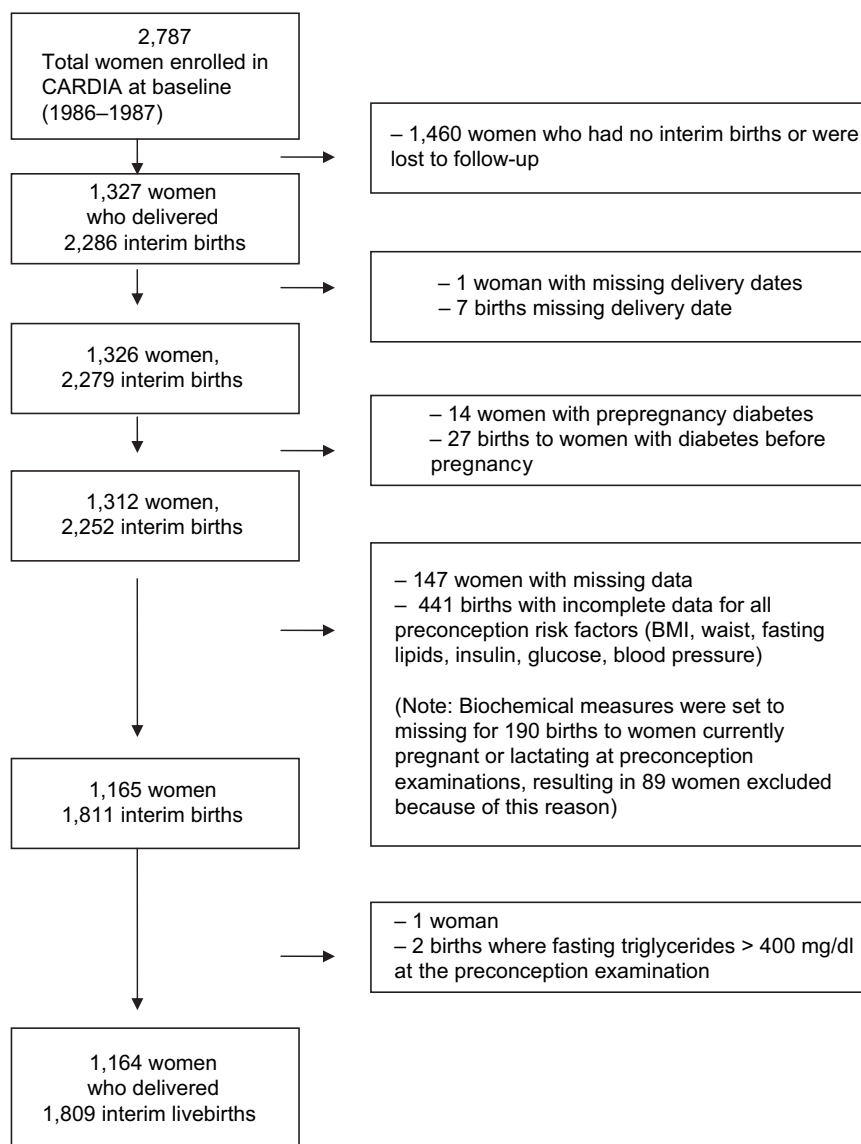 2,787
Total women enrolled in
CARDIA at baseline
(1986–1987)
– 1,460 women who had no interim births or were
lost to follow-up
1,327 women
who delivered
2,286 interim births
– 1 woman with missing delivery dates
– 7 births missing delivery date
1,326 women,
2,279 interim births
– 14 women with prepregnancy diabetes
– 27 births to women with diabetes before
pregnancy
1,312 women,
2,252 interim births
– 147 women with missing data
– 441 births with incomplete data for all
preconception risk factors (BMI, waist, fasting
lipids, insulin, glucose, blood pressure)
(Note: Biochemical measures were set to
missing for 190 births to women currently
pregnant or lactating at preconception
examinations, resulting in 89 women excluded
because of this reason)
1,165 women
1,811 interim births
– 1 woman
– 2 births where fasting triglycerides > 400 mg/dl
at the preconception examination
1,164 women
who delivered
1,809 interim livebirths